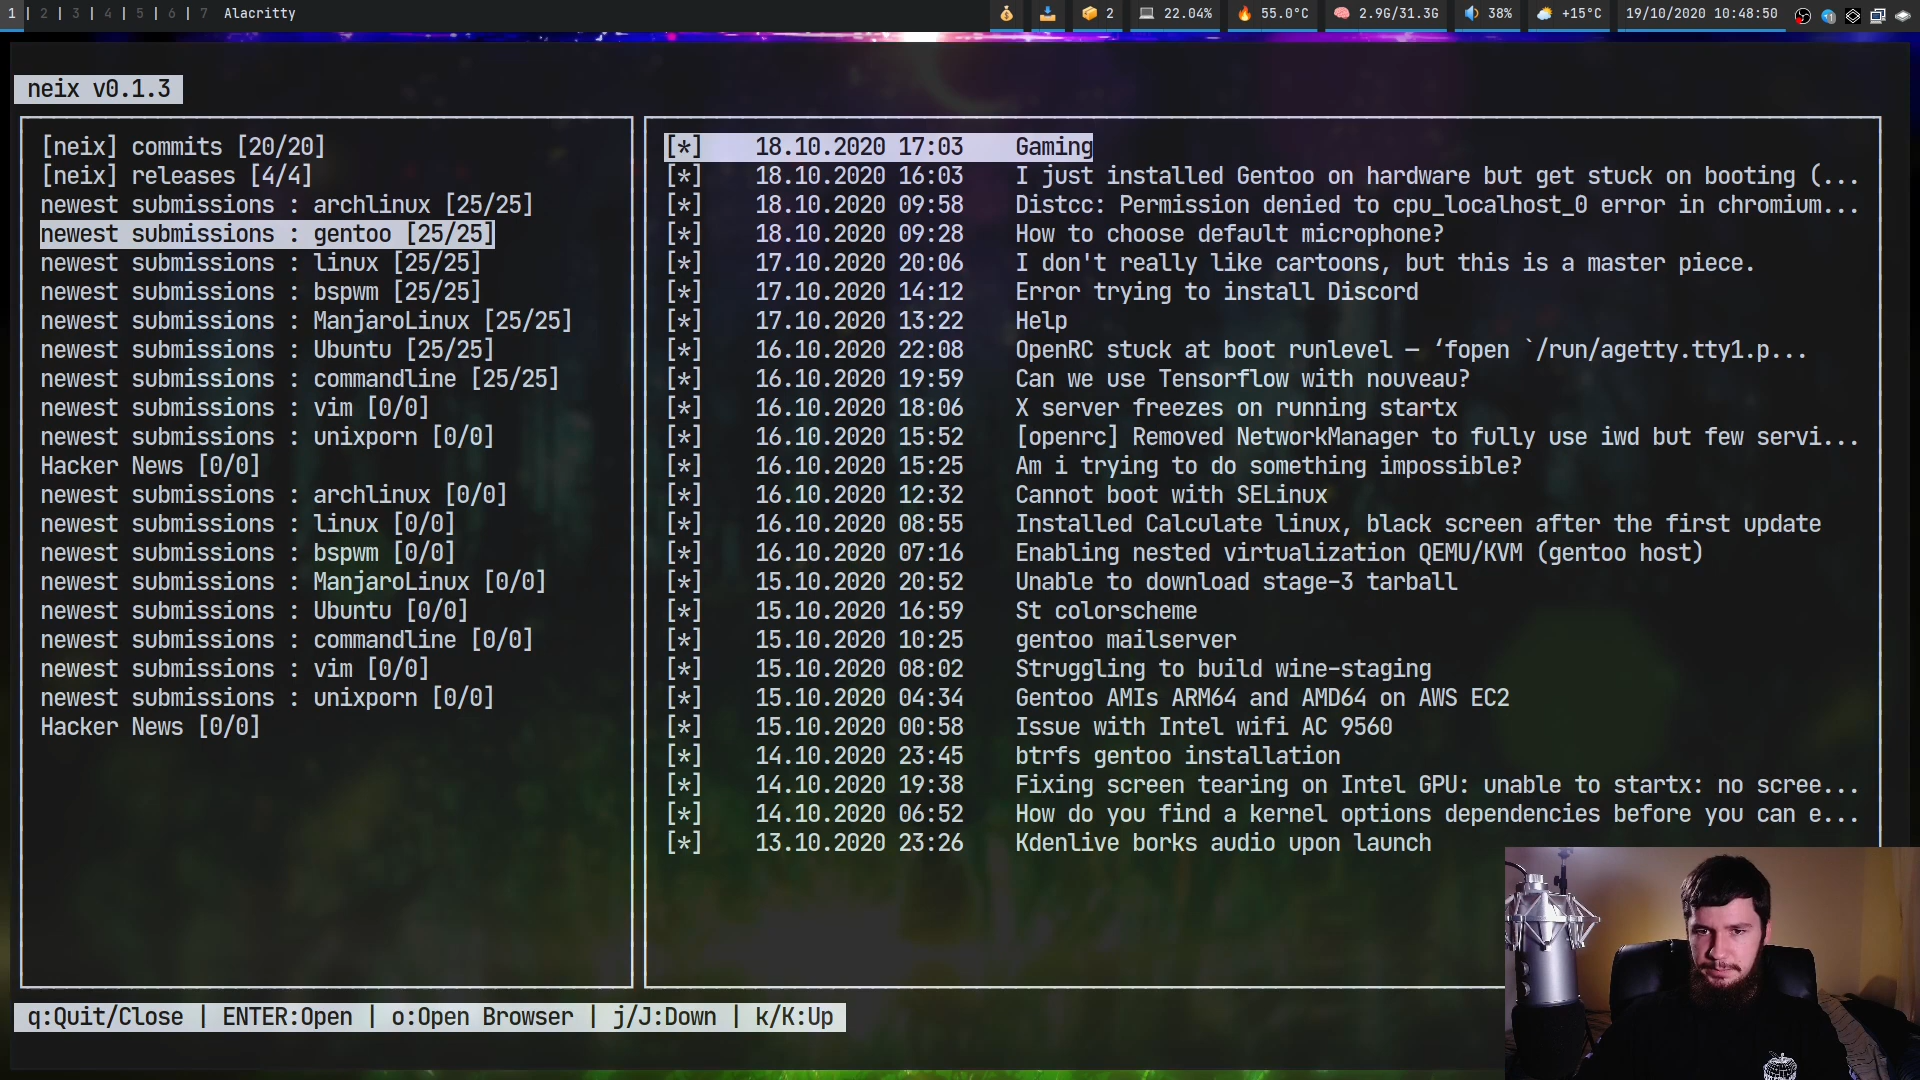 1 | 2 | 3 | 4 | 5 | 6 | 7 Alacritty 2 22.04% 55.0°C 2.9G/31.3G 38% +15°C 19/10/2020 10:48:50
neix v0.1.3
[neix] commits [20/20]
[neix] releases [4/4]
newest submissions : archlinux [25/25]
newest submissions : gentoo [25/25]
newest submissions : linux [25/25]
newest submissions : bspwm [25/25]
newest submissions : ManjaroLinux [25/25]
newest submissions : Ubuntu [25/25]
newest submissions : commandline [25/25]
newest submissions : vim [0/0]
newest submissions : unixporn [0/0]
Hacker News [0/0]
newest submissions : archlinux [0/0]
newest submissions : linux [0/0]
newest submissions : bspwm [0/0]
newest submissions : ManjaroLinux [0/0]
newest submissions : Ubuntu [0/0]
newest submissions : commandline [0/0]
newest submissions : vim [0/0]
newest submissions : unixporn [0/0]
Hacker News [0/0]
[*] 18.10.2020 17:03 Gaming
[*] 18.10.2020 16:03 I just installed Gentoo on hardware but get stuck on booting (...
[*] 18.10.2020 09:58 Distcc: Permission denied to cpu_localhost_0 error in chromium...
[*] 18.10.2020 09:28 How to choose default microphone?
[*] 17.10.2020 20:06 I don't really like cartoons, but this is a master piece.
[*] 17.10.2020 14:12 Error trying to install Discord
[*] 17.10.2020 13:22 Help
[*] 16.10.2020 22:08 OpenRC stuck at boot runlevel — ‘fopen `/run/agetty.tty1.p...
[*] 16.10.2020 19:59 Can we use Tensorflow with nouveau?
[*] 16.10.2020 18:06 X server freezes on running startx
[*] 16.10.2020 15:52 [openrc] Removed NetworkManager to fully use iwd but few servi...
[*] 16.10.2020 15:25 Am i trying to do something impossible?
[*] 16.10.2020 12:32 Cannot boot with SELinux
[*] 16.10.2020 08:55 Installed Calculate linux, black screen after the first update
[*] 16.10.2020 07:16 Enabling nested virtualization QEMU/KVM (gentoo host)
[*] 15.10.2020 20:52 Unable to download stage-3 tarball
[*] 15.10.2020 16:59 St colorscheme
[*] 15.10.2020 10:25 gentoo mailserver
[*] 15.10.2020 08:02 Struggling to build wine-staging
[*] 15.10.2020 04:34 Gentoo AMIs ARM64 and AMD64 on AWS EC2
[*] 15.10.2020 00:58 Issue with Intel wifi AC 9560
[*] 14.10.2020 23:45 btrfs gentoo installation
[*] 14.10.2020 19:38 Fixing screen tearing on Intel GPU: unable to startx: no scree...
[*] 14.10.2020 06:52 How do you find a kernel options dependencies before you can e...
[*] 13.10.2020 23:26 Kdenlive borks audio upon launch
q:Quit/Close | ENTER:Open | o:Open Browser | j/J:Down | k/K:Up